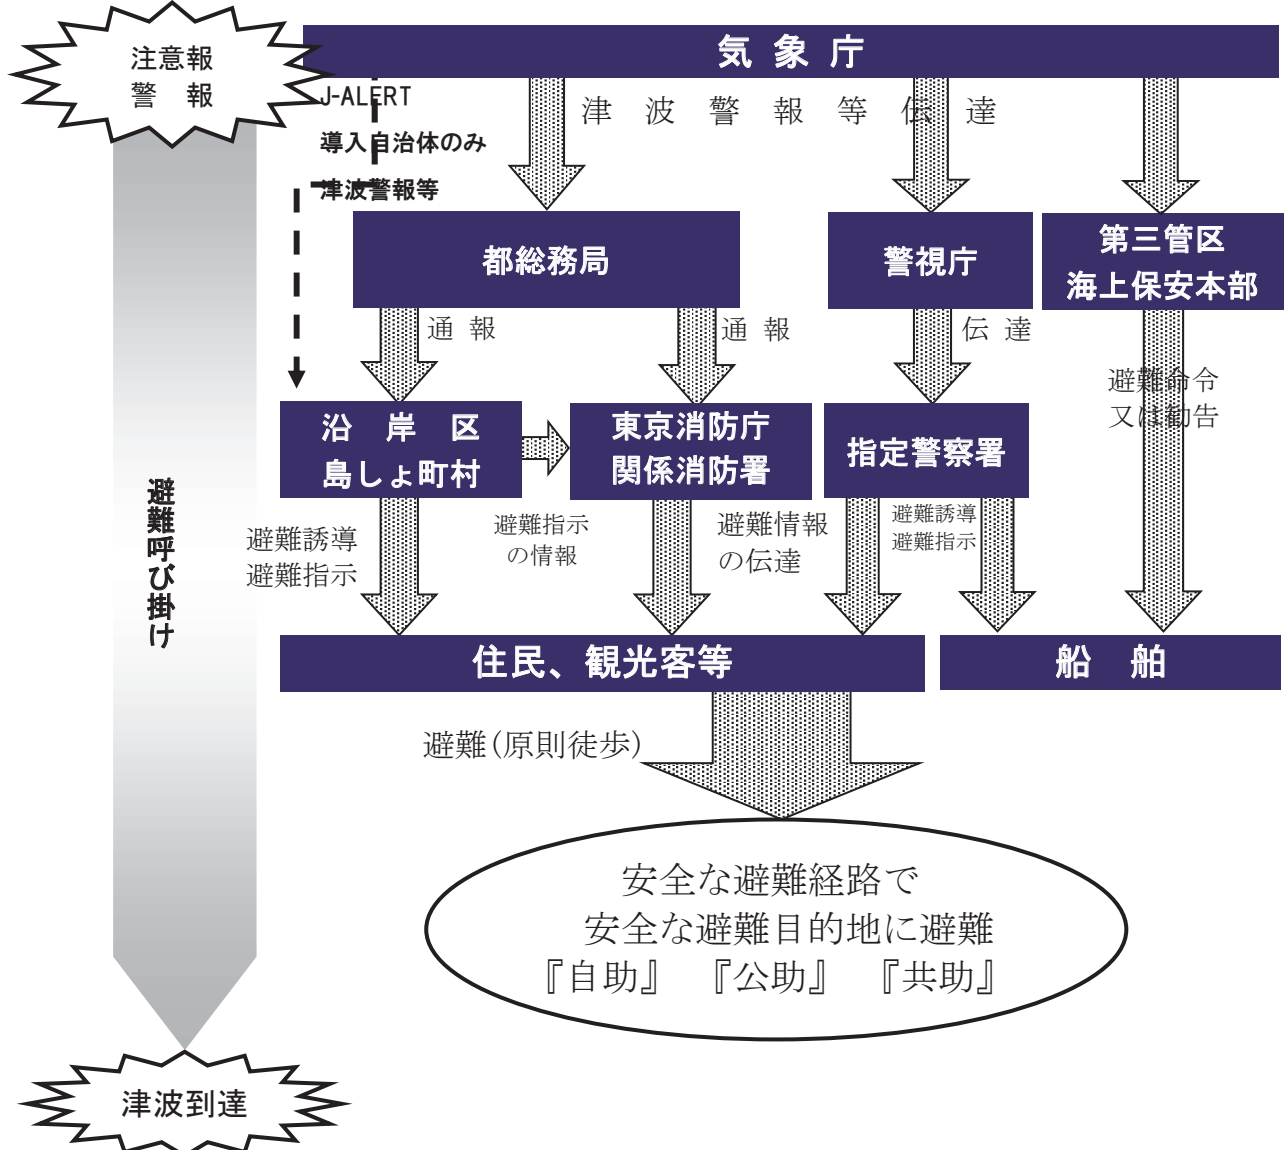 注意報
警　報
気 象 庁
J-ALERT
導入自治体のみ
津波警報等
津 波 警 報 等 伝 達
都総務局
警視庁
第三管区
海上保安本部
通 報
通 報
伝 達
避難命令
又は勧告
沿 岸 区
島しょ町村
東京消防庁
関係消防署
指定警察署
避難呼び掛け
避難誘導
避難指示
避難指示
の情報
避難情報
の伝達
避難誘導
避難指示
住民、観光客等
船　舶
避難(原則徒歩)
安全な避難経路で
安全な避難目的地に避難
『自助』 『公助』 『共助』
津波到達